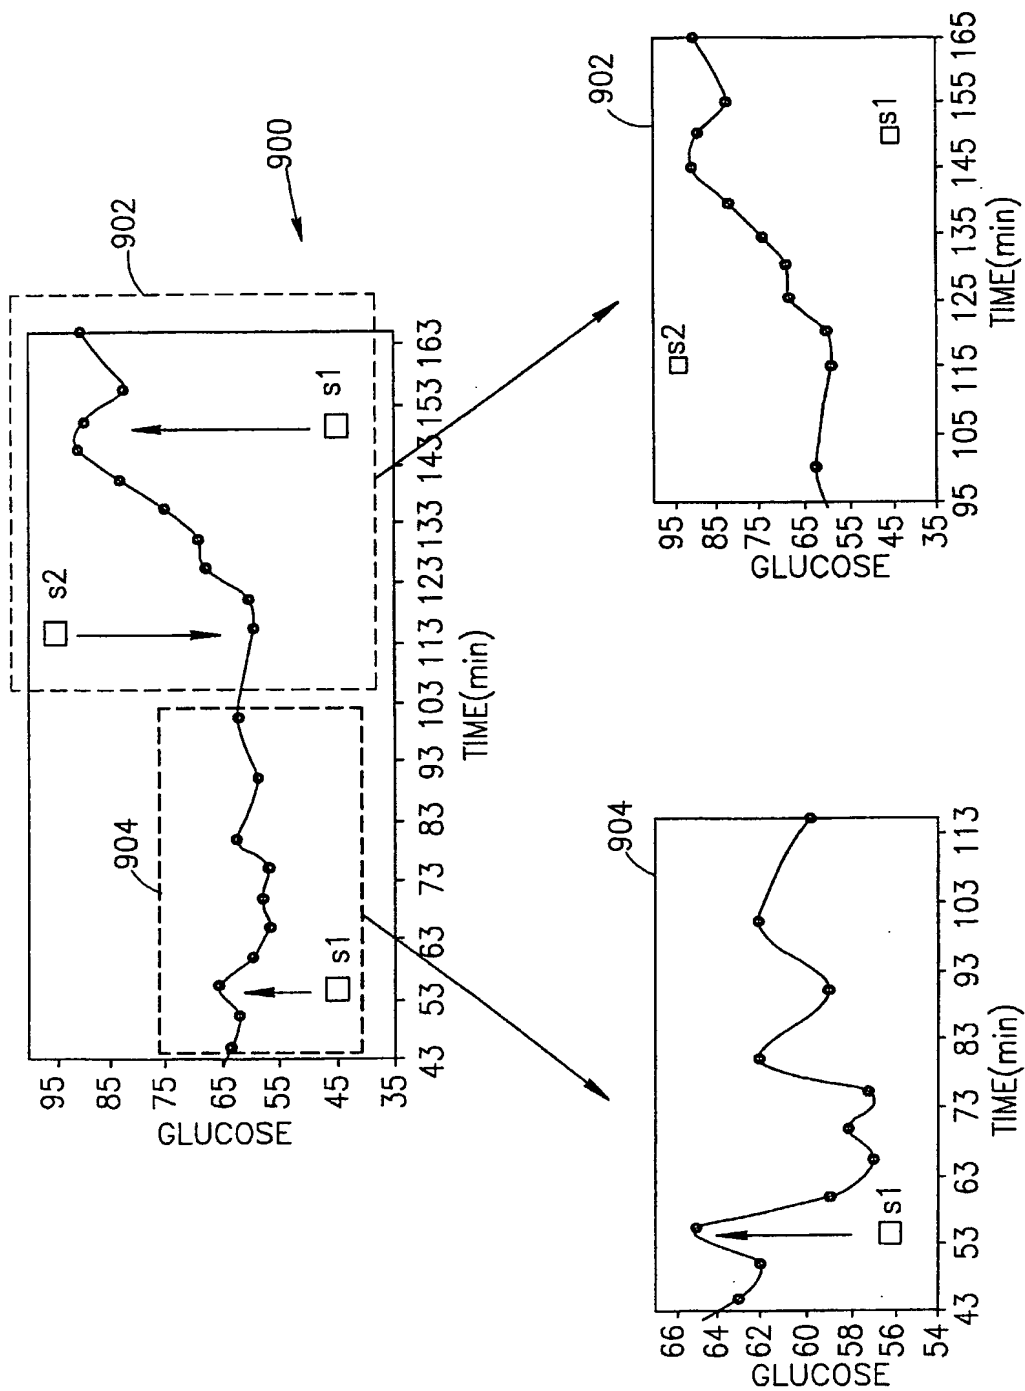 900
902
904
95
85
75
65
55
45
35
GLUCOSE
s2
s1
s1
43 53 63 73 83 93 103 113 123 133 143 153 163
TIME(min)
904
66
64
62
60
58
56
54
GLUCOSE
s1
43 53 63 73 83 93 103 113
TIME(min)
902
95
85
75
65
55
45
35
GLUCOSE
s2
s1
95 105 115 125 135 145 155 165
TIME(min)